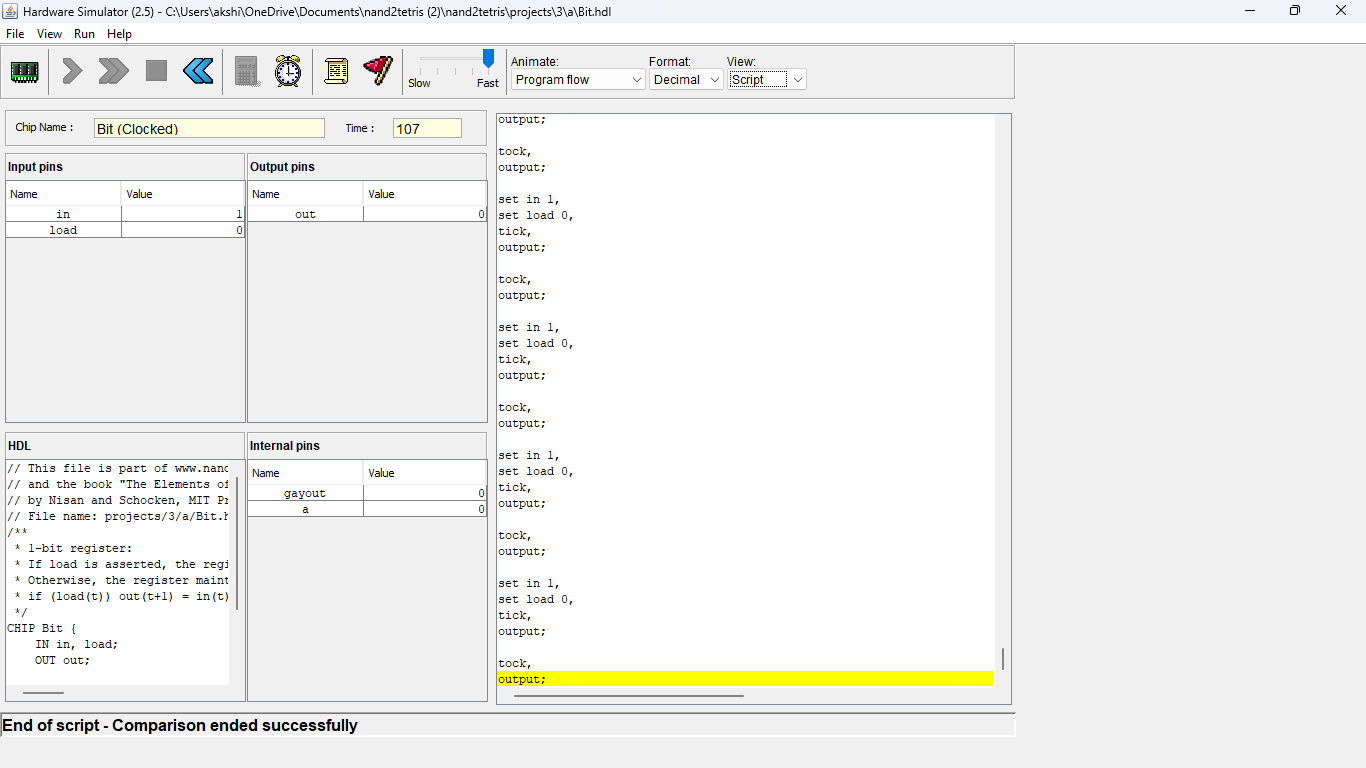 Hardware Simulator (2.5) - C:\Users\akshi\OneDrive\Documents\nand2tetris (2)\nand2tetris\projects\3\a\Bit.hdl
File View Run Help
Animate: Format: View:
Slow Fast Program flow Decimal Script
Chip Name : Bit (Clocked) Time : 107
Input pins
Name Value
in 1
load 0
Output pins
Name Value
out 0
HDL
// This file is part of www.nand
// and the book "The Elements of
// by Nisan and Schocken, MIT Pr
// File name: projects/3/a/Bit.h
/**
* 1-bit register:
* If load is asserted, the regi
* Otherwise, the register maint
* if (load(t)) out(t+1) = in(t)
*/
CHIP Bit {
IN in, load;
OUT out;
Internal pins
Name Value
gayout 0
a 0
output;
tock,
output;
set in 1,
set load 0,
tick,
output;
tock,
output;
set in 1,
set load 0,
tick,
output;
tock,
output;
set in 1,
set load 0,
tick,
output;
tock,
output;
set in 1,
set load 0,
tick,
output;
tock,
output;
End of script - Comparison ended successfully